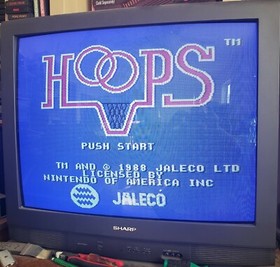 HOOPS TM
PUSH START
TM AND © 1988 JALECO LTD
LICENSED BY
NINTENDO OF AMERICA INC
JALECO
SHARP